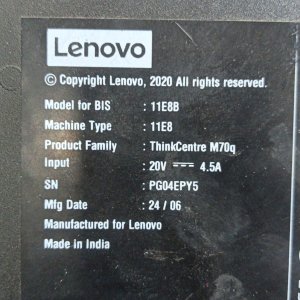 Lenovo
© Copyright Lenovo, 2020 All rights reserved.
Model for BIS : 11E8B
Machine Type : 11E8
Product Family : ThinkCentre M70q
Input : 20V ⎓ 4.5A
SN : PG04EPY5
Mfg Date : 24 / 06
Manufactured for Lenovo
Made in India